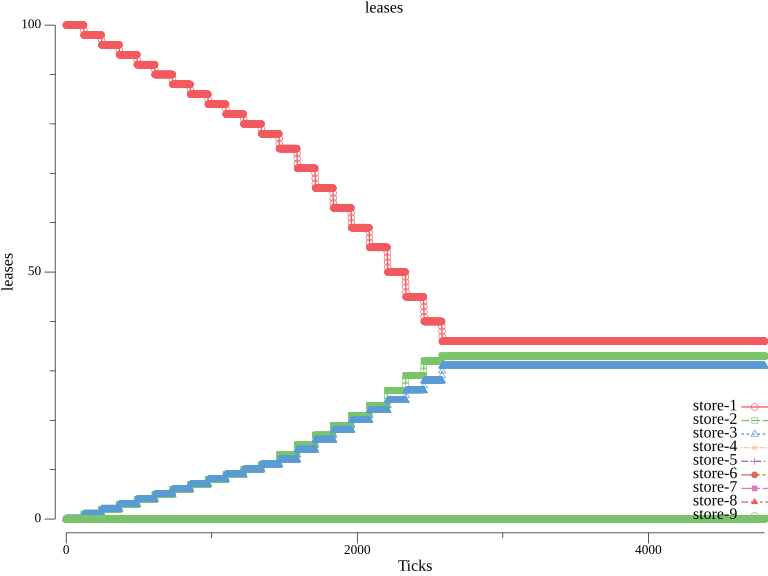 leases
100
50
0
leases
0
2000
4000
Ticks
store-1
store-2
store-3
store-4
store-5
store-6
store-7
store-8
store-9